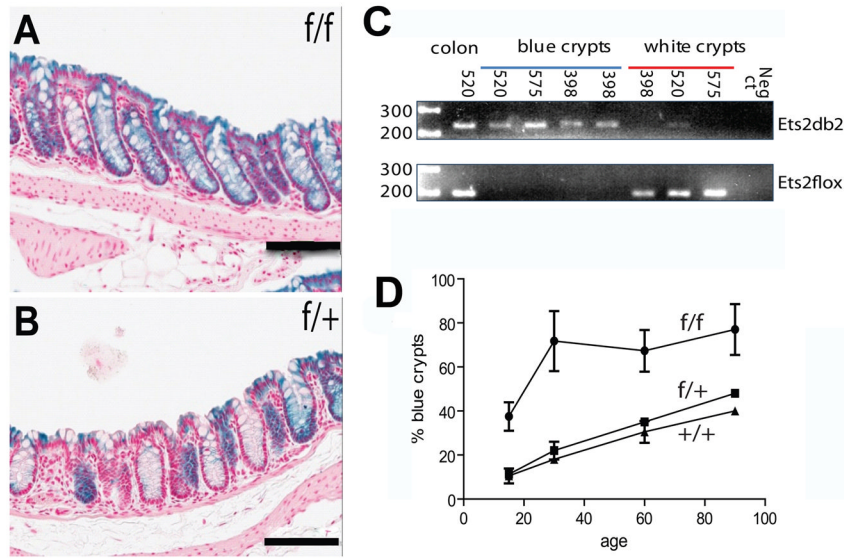 A
f/f
B
f/+
C
colon
blue crypts
white crypts
520
520
575
398
398
398
520
575
Neg
ct
300
200
Ets2db2
300
200
Ets2flox
D
100
80
60
40
20
0
% blue crypts
f/f
f/+
+/+
0
20
40
60
80
100
age